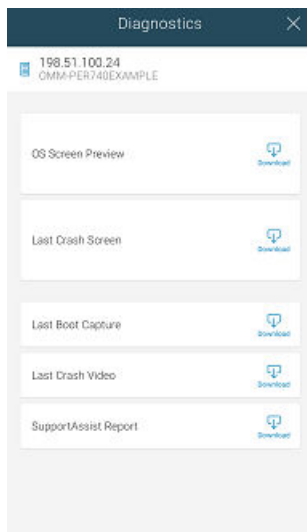 Diagnostics
198.51.100.24
OMM-PER740EXAMPLE
OS Screen Preview
Download
Last Crash Screen
Download
Last Boot Capture
Download
Last Crash Video
Download
SupportAssist Report
Download